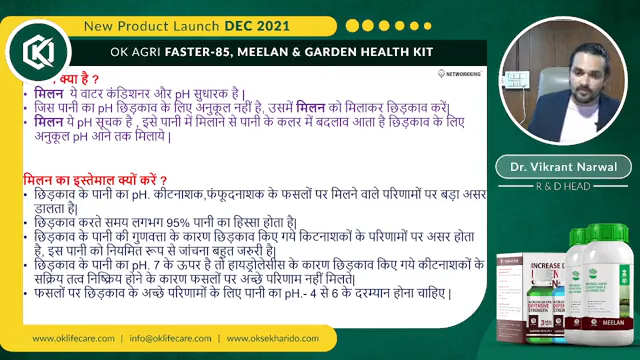 New Product Launch DEC 2021
OK AGRI FASTER-85, MEELAN & GARDEN HEALTH KIT
NETWORKKING
क्या है ?
• मिलन ये वाटर कंडिशनर और pH सुधारक है |
• जिस पानी का pH छिड़काव के लिए अनुकूल नहीं है, उसमें मिलन को मिलाकर छिड़काव करें|
• मिलन ये pH सूचक है , इसे पानी में मिलाने से पानी के कलर में बदलाव आता है छिड़काव के लिए
अनुकूल pH आने तक मिलाये |
मिलन का इस्तेमाल क्यों करें ?
• छिड़काव के पानी का pH. कीटनाशक,फंफूदनाशक के फसलों पर मिलने वाले परिणामों पर बड़ा असर
डालता है|
• छिड़काव करते समय लगभग 95% पानी का हिस्सा होता है|
• छिड़काव के पानी की गुणवत्ता के कारण छिड़काव किए गये किटनाशकों के परिणामों पर असर होता
है, इस पानी को नियमित रूप से जांचना बहुत जरुरी है|
• छिड़काव के पानी का pH. 7 के ऊपर है तो हायड्रोलेसीस के कारण छिड़काव किए गये कीटनाशकों के
सक्रिय तत्व निष्क्रिय होने के कारण फसलों पर अच्छे परिणाम नहीं मिलते|
• फसलों पर छिड़काव के अच्छे परिणामों के लिए पानी का pH.- 4 से 6 के दरम्यान होना चाहिए |
Dr. Vikrant Narwal
R & D HEAD
MEELAN
www.oklifecare.com | info@oklifecare.com | www.oksekharido.com